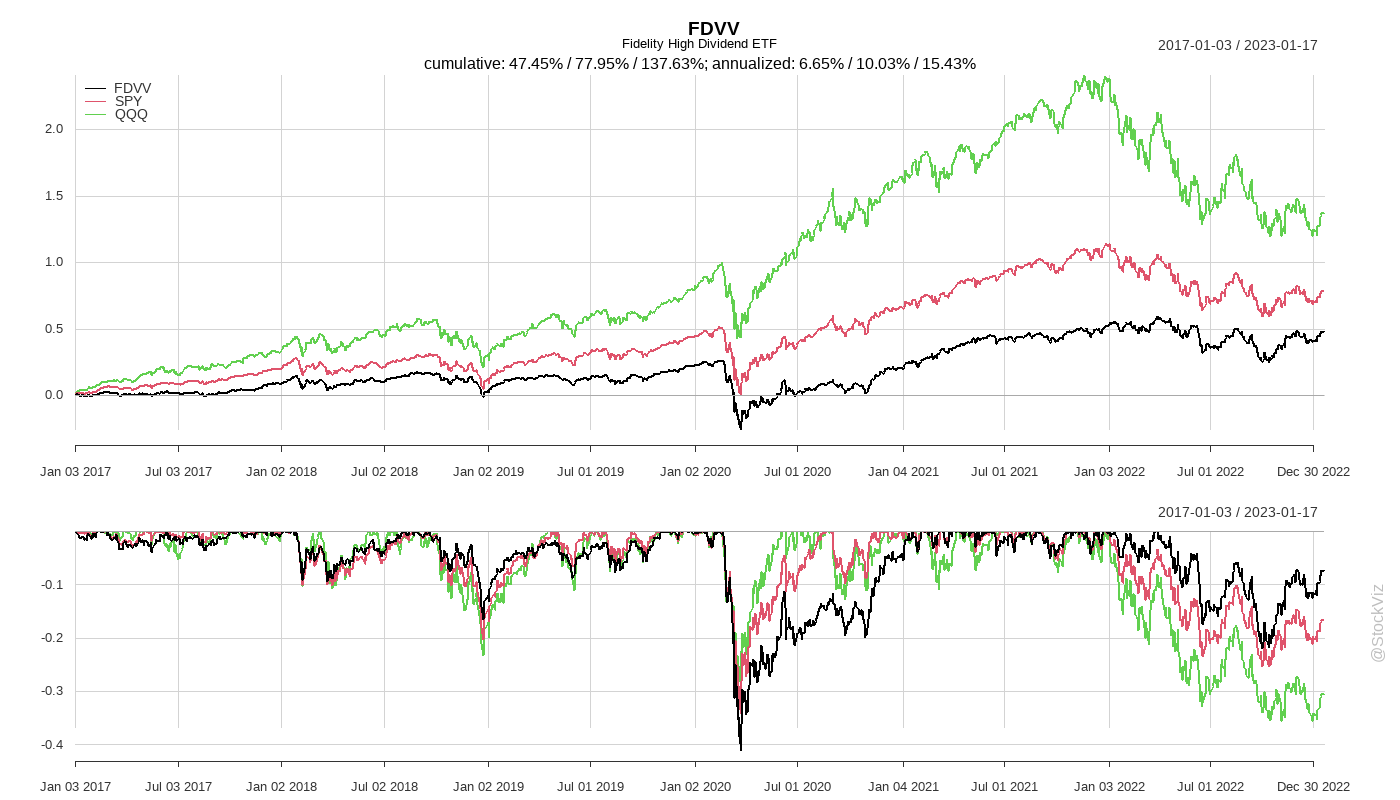 FDVV
Fidelity High Dividend ETF
2017-01-03 / 2023-01-17
cumulative: 47.45% / 77.95% / 137.63%; annualized: 6.65% / 10.03% / 15.43%
FDVV
SPY
QQQ
2.0
1.5
1.0
0.5
0.0
Jan 03 2017 Jul 03 2017 Jan 02 2018 Jul 02 2018 Jan 02 2019 Jul 01 2019 Jan 02 2020 Jul 01 2020 Jan 04 2021 Jul 01 2021 Jan 03 2022 Jul 01 2022 Dec 30 2022
2017-01-03 / 2023-01-17
-0.1
-0.2
-0.3
-0.4
Jan 03 2017 Jul 03 2017 Jan 02 2018 Jul 02 2018 Jan 02 2019 Jul 01 2019 Jan 02 2020 Jul 01 2020 Jan 04 2021 Jul 01 2021 Jan 03 2022 Jul 01 2022 Dec 30 2022
@StockViz